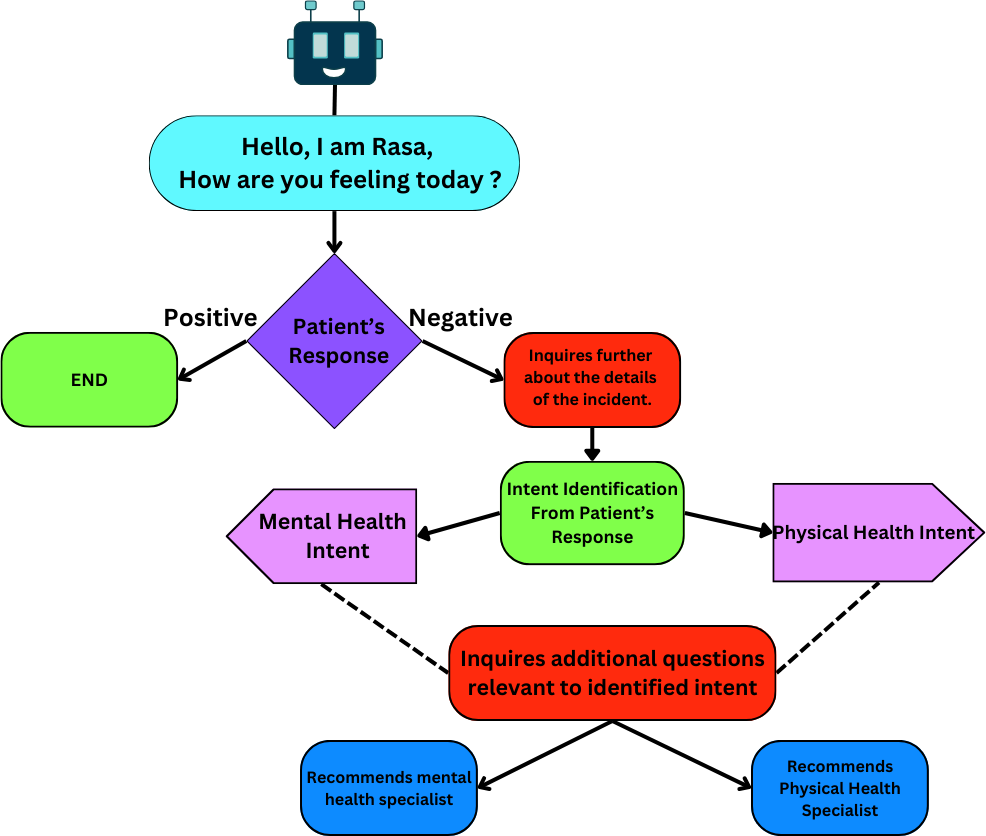 Hello, I am Rasa,
How are you feeling today ?
Positive
Negative
Patient's
Response
END
Inquires further
about the details
of the incident.
Intent Identification
From Patient's
Response
Mental Health
Intent
Physical Health Intent
Inquires additional questions
relevant to identified intent
Recommends mental
health specialist
Recommends
Physical Health
Specialist